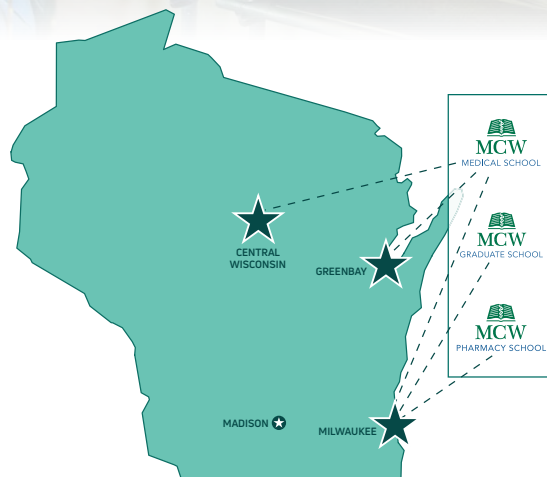 MCW
MEDICAL SCHOOL
MCW
GRADUATE SCHOOL
MCW
PHARMACY SCHOOL
CENTRAL
WISCONSIN
GREENBAY
MADISON
MILWAUKEE